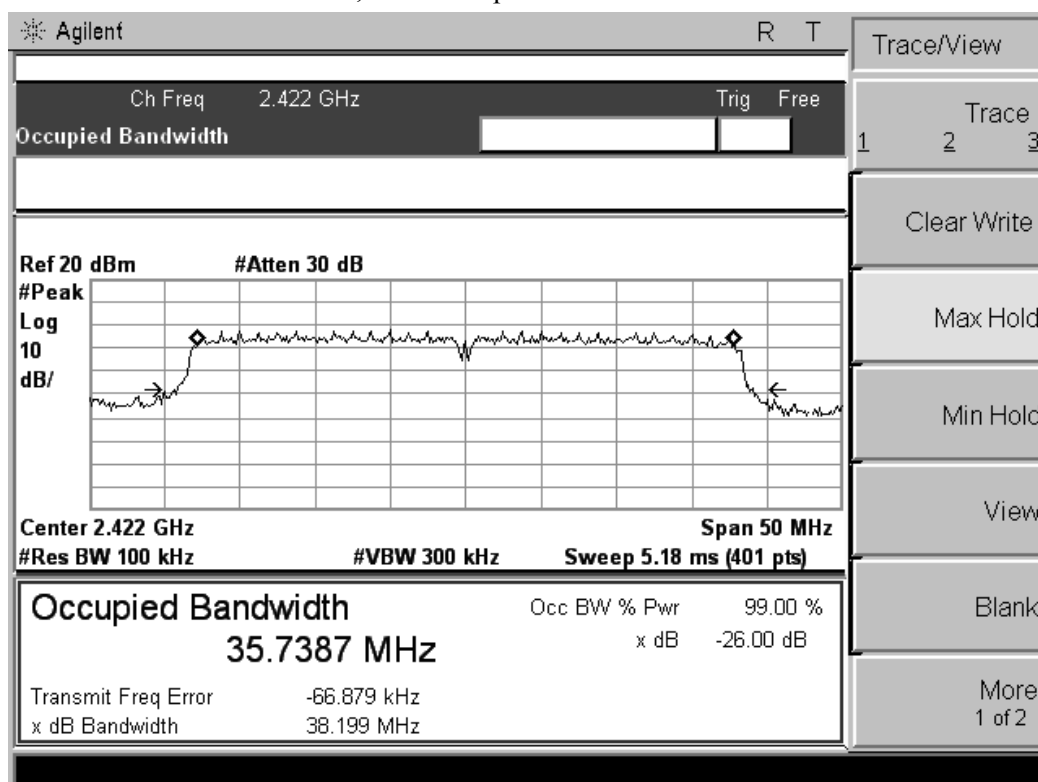 Agilent R T
Trace/View
Ch Freq 2.422 GHz Trig Free
Occupied Bandwidth
Trace
1 2 3
Clear Write
Ref 20 dBm #Atten 30 dB
#Peak
Log
10
dB/
Max Hold
Min Hold
View
Center 2.422 GHz Span 50 MHz
#Res BW 100 kHz #VBW 300 kHz Sweep 5.18 ms (401 pts)
Occupied Bandwidth
35.7387 MHz
Occ BW % Pwr 99.00 %
x dB -26.00 dB
Transmit Freq Error -66.879 kHz
x dB Bandwidth 38.199 MHz
Blank
More
1 of 2